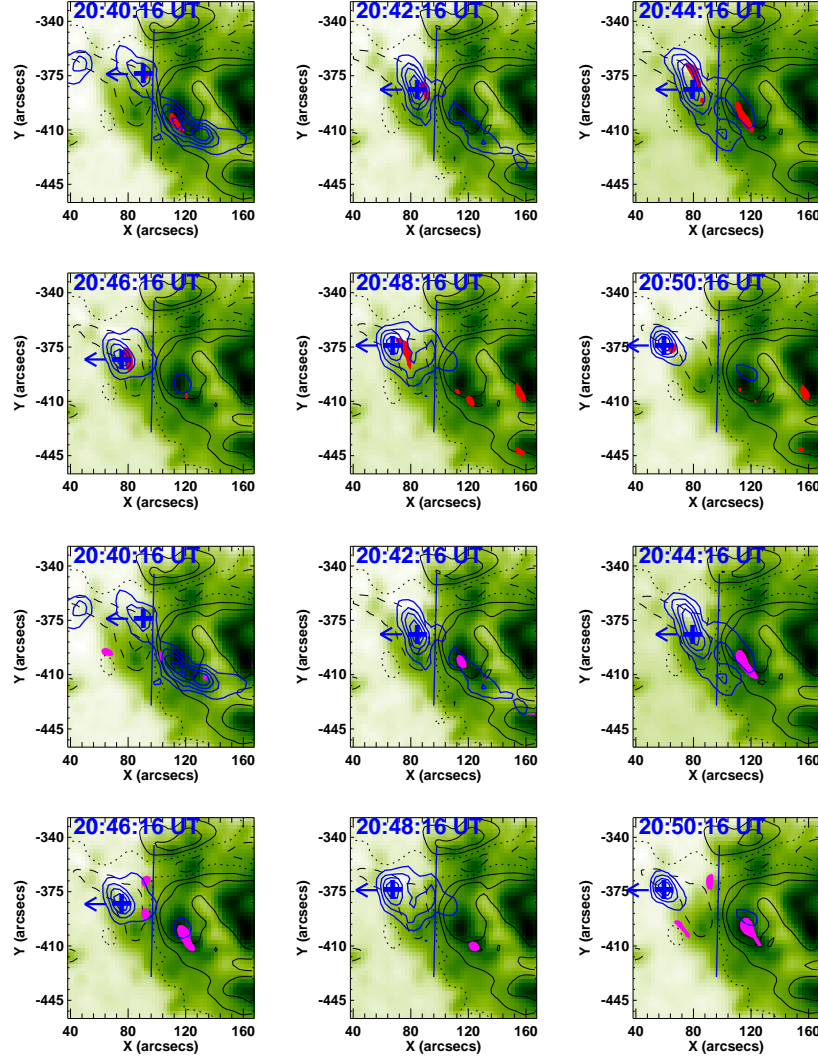 20:40:16 UT 20:42:16 UT 20:44:16 UT
-340 -340 -340
-375 -375 -375
-410 -410 -410
-445 -445 -445
Y (arcsecs) Y (arcsecs) Y (arcsecs)
40 80 120 160 40 80 120 160 40 80 120 160
X (arcsecs) X (arcsecs) X (arcsecs)
20:46:16 UT 20:48:16 UT 20:50:16 UT
-340 -340 -340
-375 -375 -375
-410 -410 -410
-445 -445 -445
Y (arcsecs) Y (arcsecs) Y (arcsecs)
40 80 120 160 40 80 120 160 40 80 120 160
X (arcsecs) X (arcsecs) X (arcsecs)
20:40:16 UT 20:42:16 UT 20:44:16 UT
-340 -340 -340
-375 -375 -375
-410 -410 -410
-445 -445 -445
Y (arcsecs) Y (arcsecs) Y (arcsecs)
40 80 120 160 40 80 120 160 40 80 120 160
X (arcsecs) X (arcsecs) X (arcsecs)
20:46:16 UT 20:48:16 UT 20:50:16 UT
-340 -340 -340
-375 -375 -375
-410 -410 -410
-445 -445 -445
Y (arcsecs) Y (arcsecs) Y (arcsecs)
40 80 120 160 40 80 120 160 40 80 120 160
X (arcsecs) X (arcsecs) X (arcsecs)